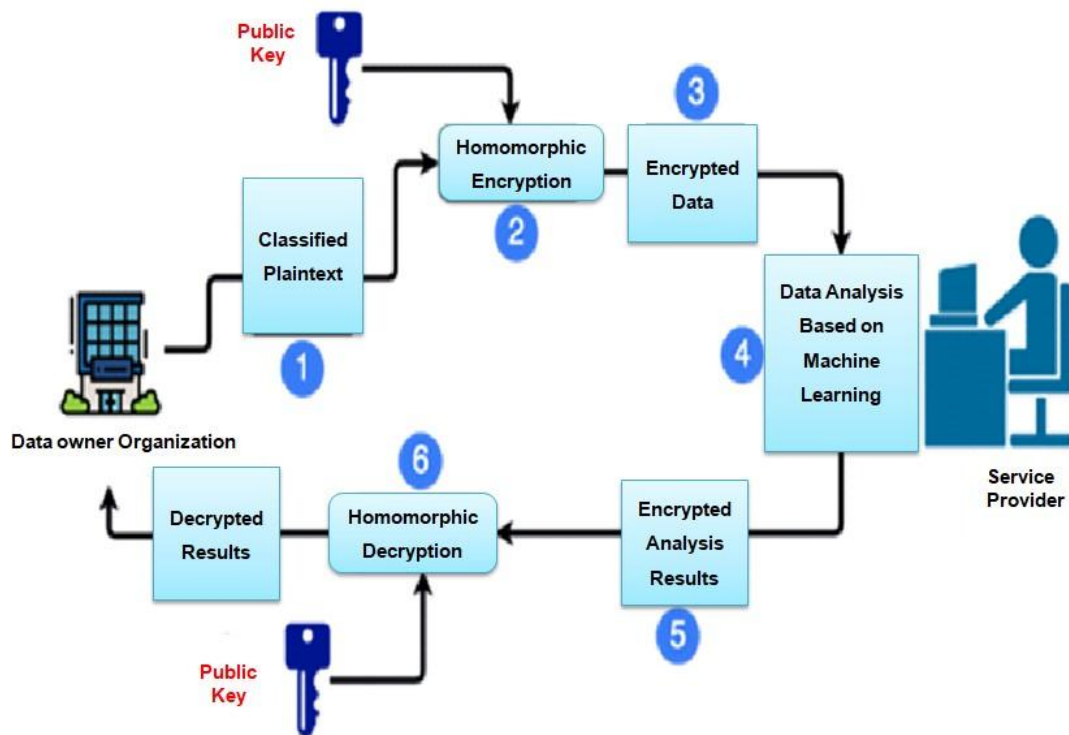 Public
Key
Homomorphic
Encryption
2
3
Encrypted
Data
Classified
Plaintext
1
Data Analysis
Based on
Machine
Learning
4
Service
Provider
Data owner Organization
6
Homomorphic
Decryption
Decrypted
Results
Encrypted
Analysis
Results
5
Public
Key